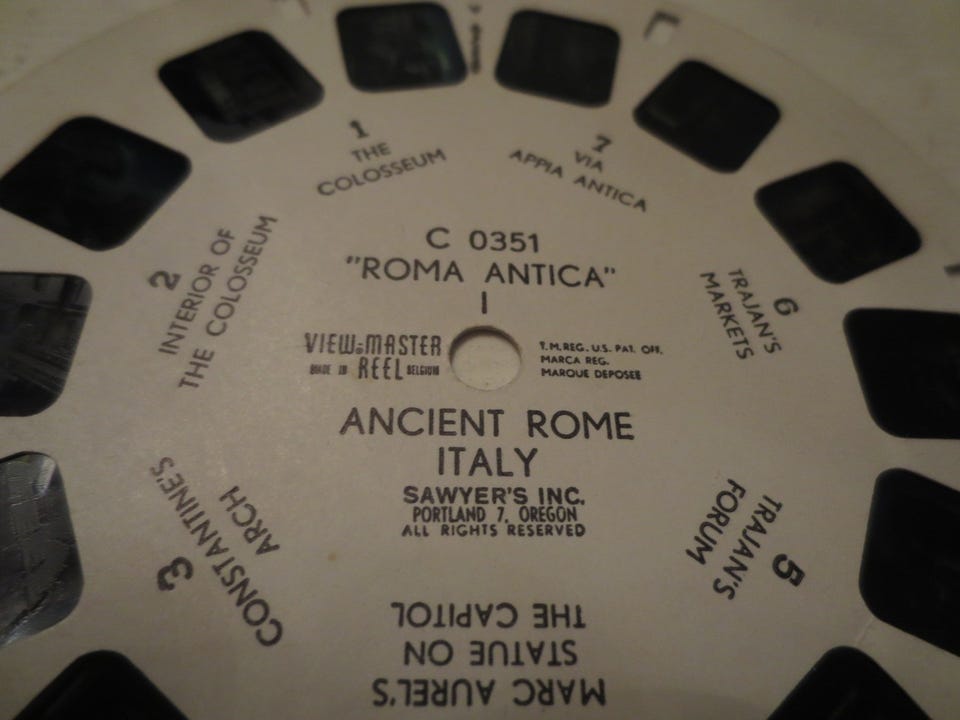 1
THE
COLOSSEUM
7
VIA
APPIA ANTICA
C 0351
"ROMA ANTICA"
I
2
INTERIOR OF
THE COLOSSEUM
6
TRAJAN'S
MARKETS
VIEW-MASTER
MADE IN REEL BELGIUM
T.M.REG. U.S. PAT. OFF.
MARCA REG.
MARQUE DEPOSEE
ANCIENT ROME
ITALY
SAWYER'S INC.
PORTLAND 7, OREGON
ALL RIGHTS RESERVED
3
CONSTANTINE'S
ARCH
5
TRAJAN'S
FORUM
MARC AUREL'S
STATUE ON
THE CAPITOL